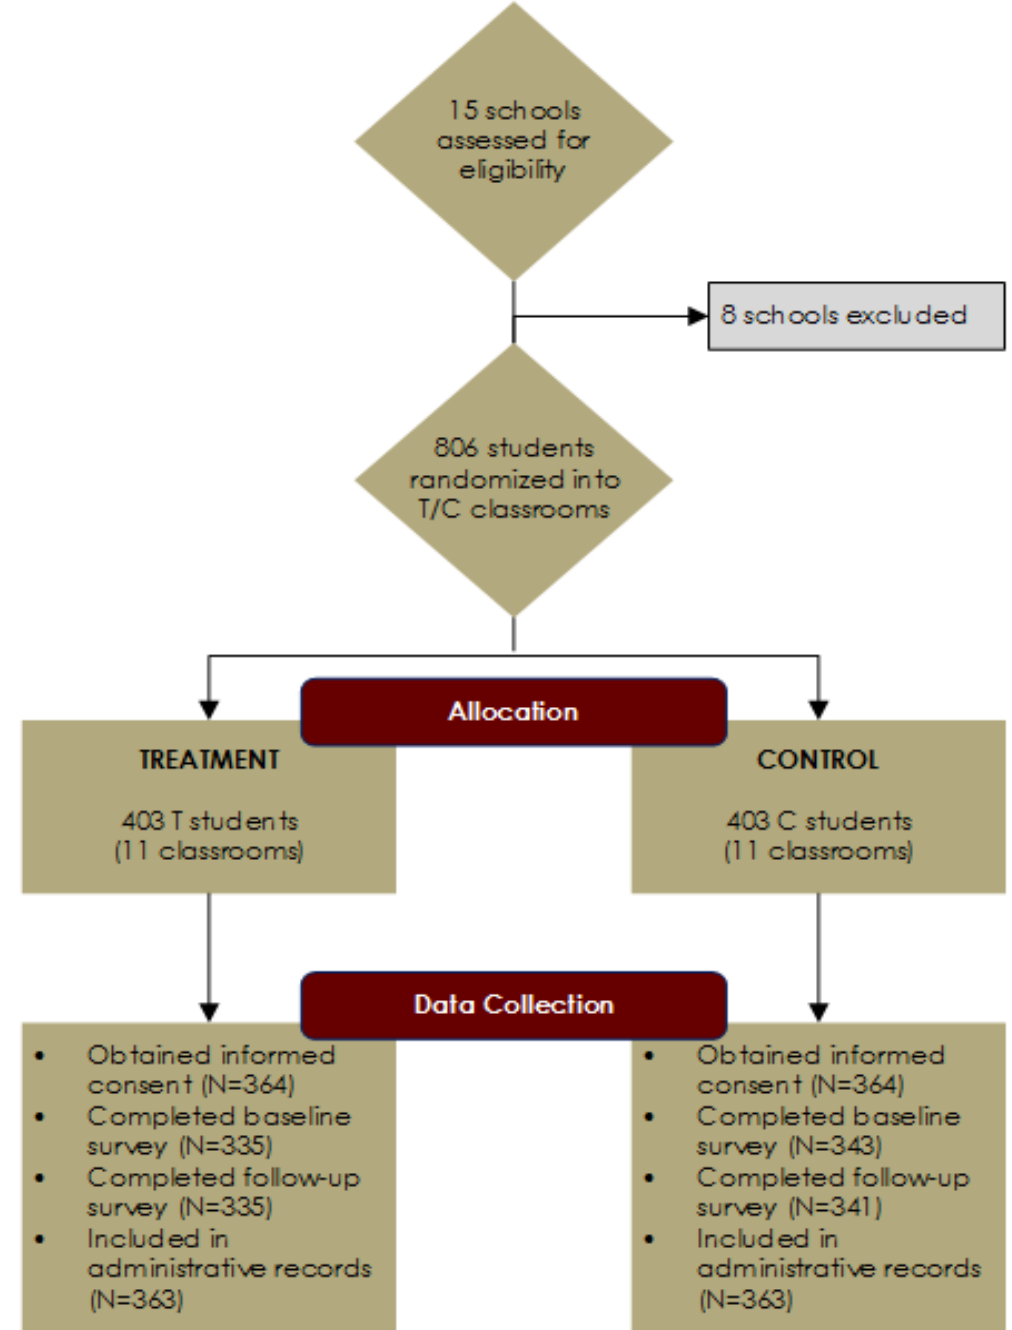 15 schools
assessed for
eligibility
8 schools excluded
806 students
randomized into
T/C classrooms
Allocation
TREATMENT
403 T students
(11 classrooms)
CONTROL
403 C students
(11 classrooms)
Data Collection
• Obtained informed
consent (N=364)
• Completed baseline
survey (N=335)
• Completed follow-up
survey (N=335)
• Included in
administrative records
(N=363)
• Obtained informed
consent (N=364)
• Completed baseline
survey (N=343)
• Completed follow-up
survey (N=341)
• Included in
administrative records
(N=363)